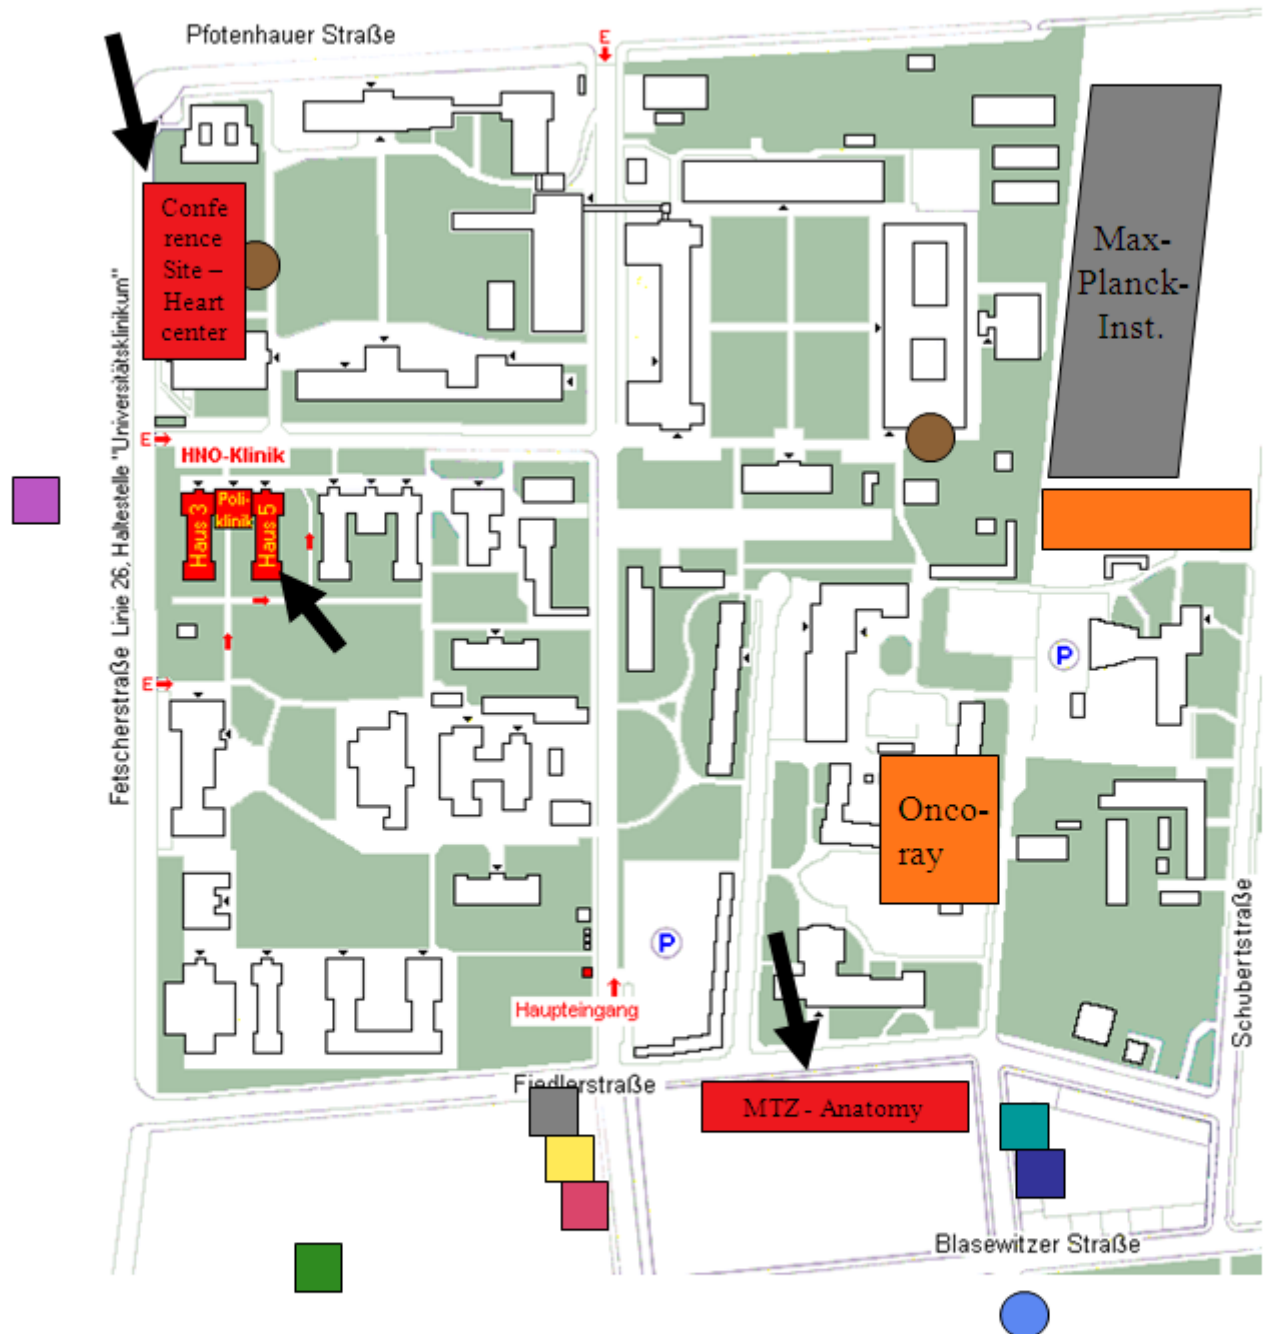 Pfotenhauer Straße
E
Confe
rence
Site –
Heart
center
Max-
Planck-
Inst.
Fetscherstraße Linie 26, Haltestelle "Universitätsklinikum"
E
HNO-Klinik
Haus 3
Poli-
klinik
Haus 5
P
E
Onco-
ray
P
Haupteingang
Schubertstraße
Fiedlerstraße
MTZ - Anatomy
Blasewitzer Straße